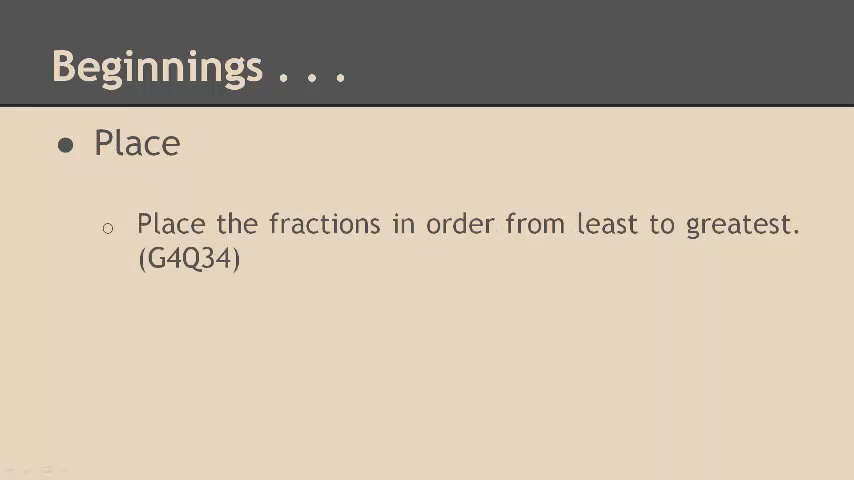 Beginnings . . .
● Place
○ Place the fractions in order from least to greatest.
(G4Q34)